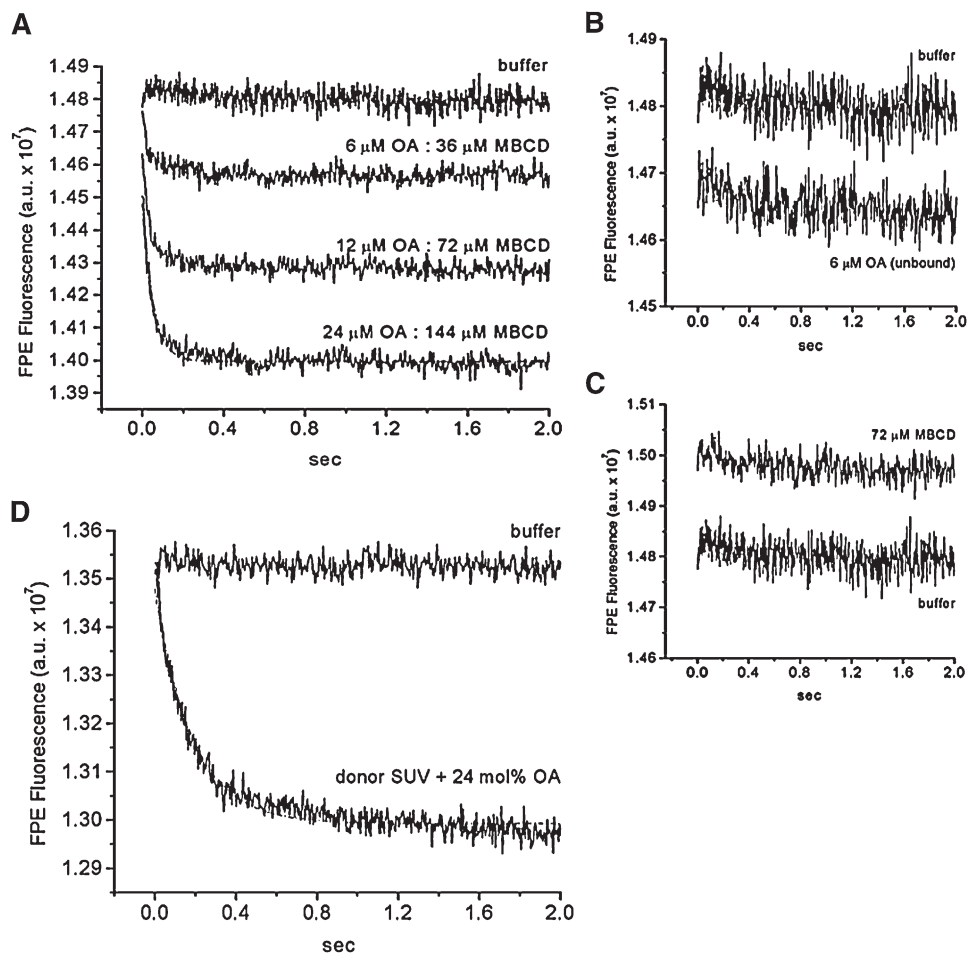 A
FPE Fluorescence (a.u. x 10⁷)
1.49
1.48
1.47
1.46
1.45
1.44
1.43
1.42
1.41
1.40
1.39
buffer
6 µM OA : 36 µM MBCD
12 µM OA : 72 µM MBCD
24 µM OA : 144 µM MBCD
0.0 0.4 0.8 1.2 1.6 2.0
sec
B
FPE Fluorescence (a.u. x 10⁷)
1.49
1.48
1.47
1.46
1.45
buffer
6 µM OA (unbound)
0.0 0.4 0.8 1.2 1.6 2.0
sec
C
FPE Fluorescence (a.u. x 10⁷)
1.51
1.50
1.49
1.48
1.47
1.46
72 µM MBCD
buffer
0.0 0.4 0.8 1.2 1.6 2.0
sec
D
FPE Fluorescence (a.u. x 10⁷)
1.36
1.35
1.34
1.33
1.32
1.31
1.30
1.29
buffer
donor SUV + 24 mol% OA
0.0 0.4 0.8 1.2 1.6 2.0
sec